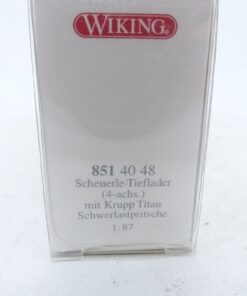 WIKING®
851 40 48
Scheuerle-Tieflader
(4-achs.)
mit Krupp Titan
Schwerlastpritsche
1:87